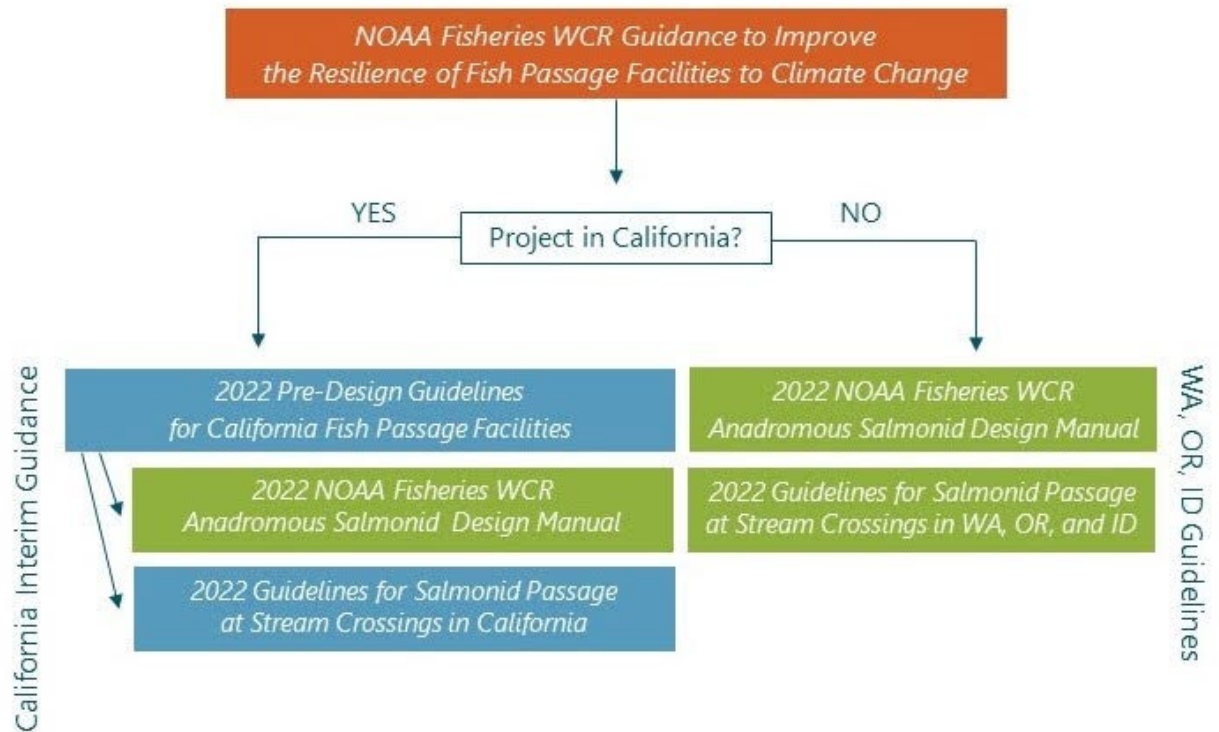 NOAA Fisheries WCR Guidance to Improve
the Resilience of Fish Passage Facilities to Climate Change
YES
NO
Project in California?
California Interim Guidance
2022 Pre-Design Guidelines
for California Fish Passage Facilities
2022 NOAA Fisheries WCR
Anadromous Salmonid Design Manual
2022 Guidelines for Salmonid Passage
at Stream Crossings in California
2022 NOAA Fisheries WCR
Anadromous Salmonid Design Manual
2022 Guidelines for Salmonid Passage
at Stream Crossings in WA, OR, and ID
WA, OR, ID Guidelines